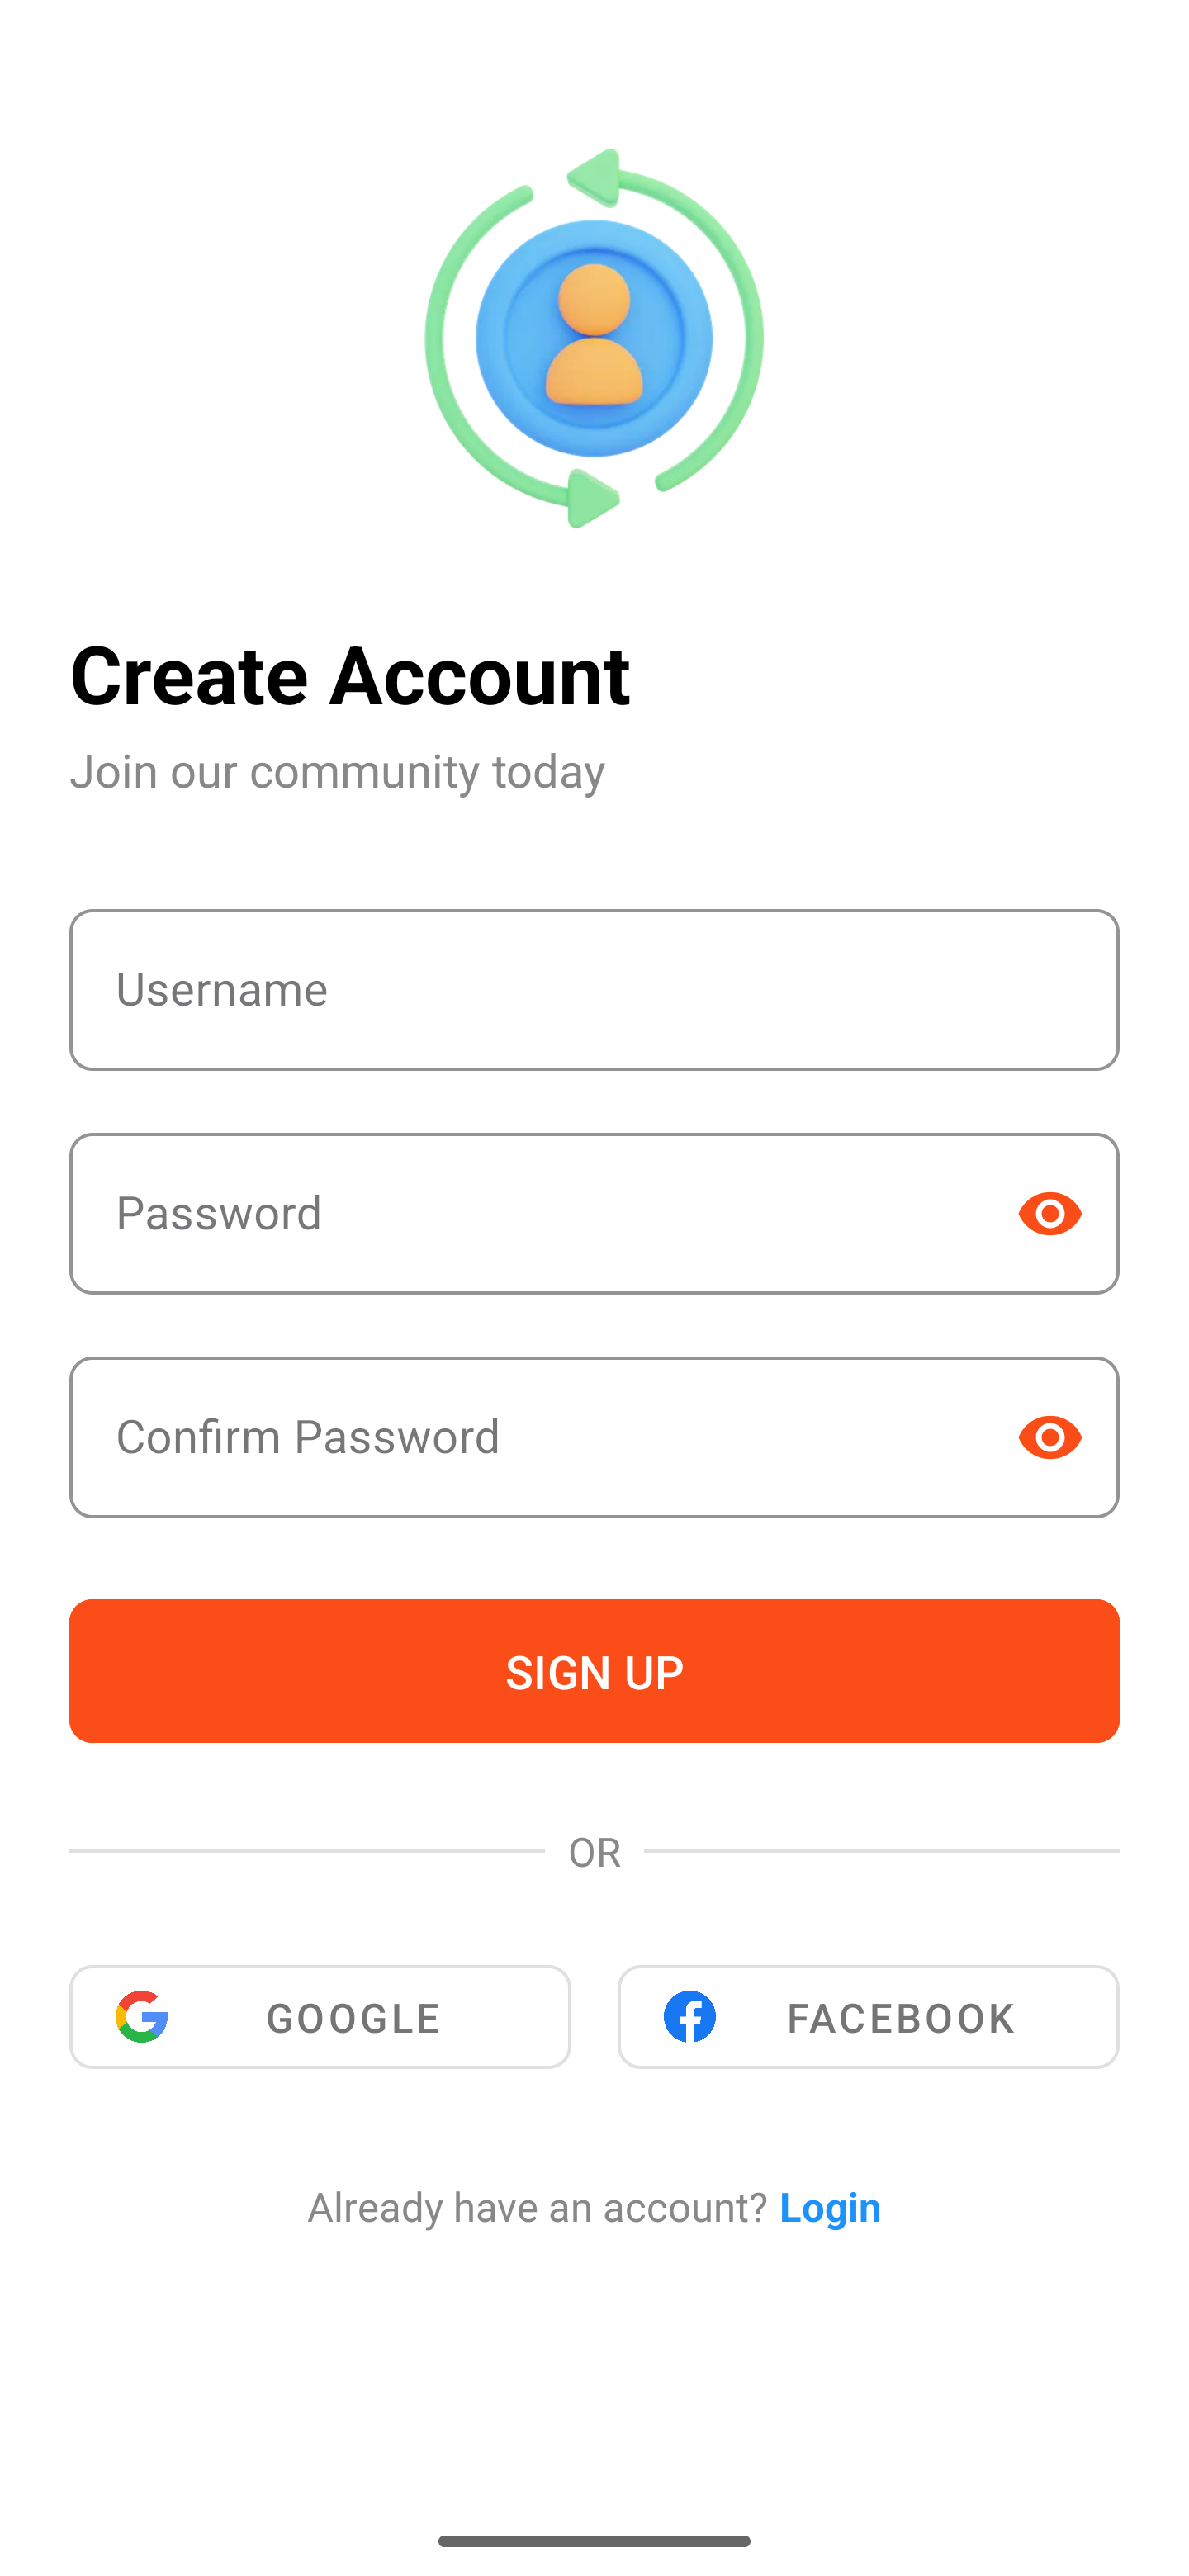 Create Account
Join our community today
Username
Password
Confirm Password
SIGN UP
OR
GOOGLE
FACEBOOK
Already have an account? Login